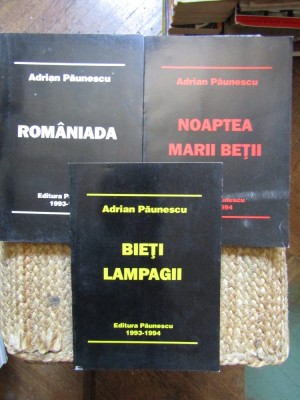 Adrian Păunescu
ROMÂNIADA
Editura P
1993-
Adrian Păunescu
NOAPTEA
MARII BEȚII
nescu
994
Adrian Păunescu
BIEȚI
LAMPAGII
Editura Păunescu
1993-1994